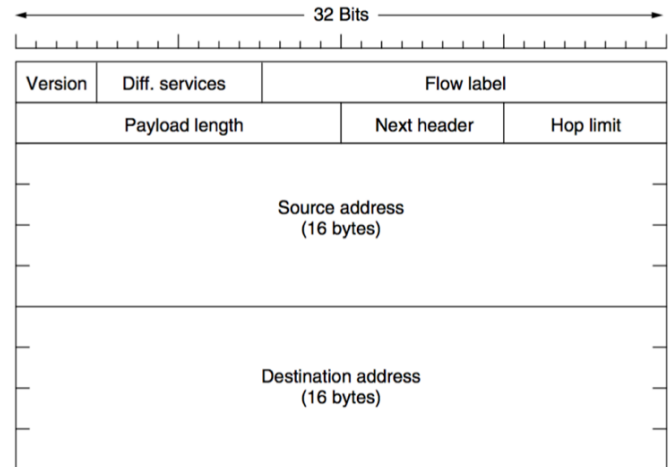 32 Bits
Version Diff. services Flow label
Payload length Next header Hop limit
Source address
(16 bytes)
Destination address
(16 bytes)